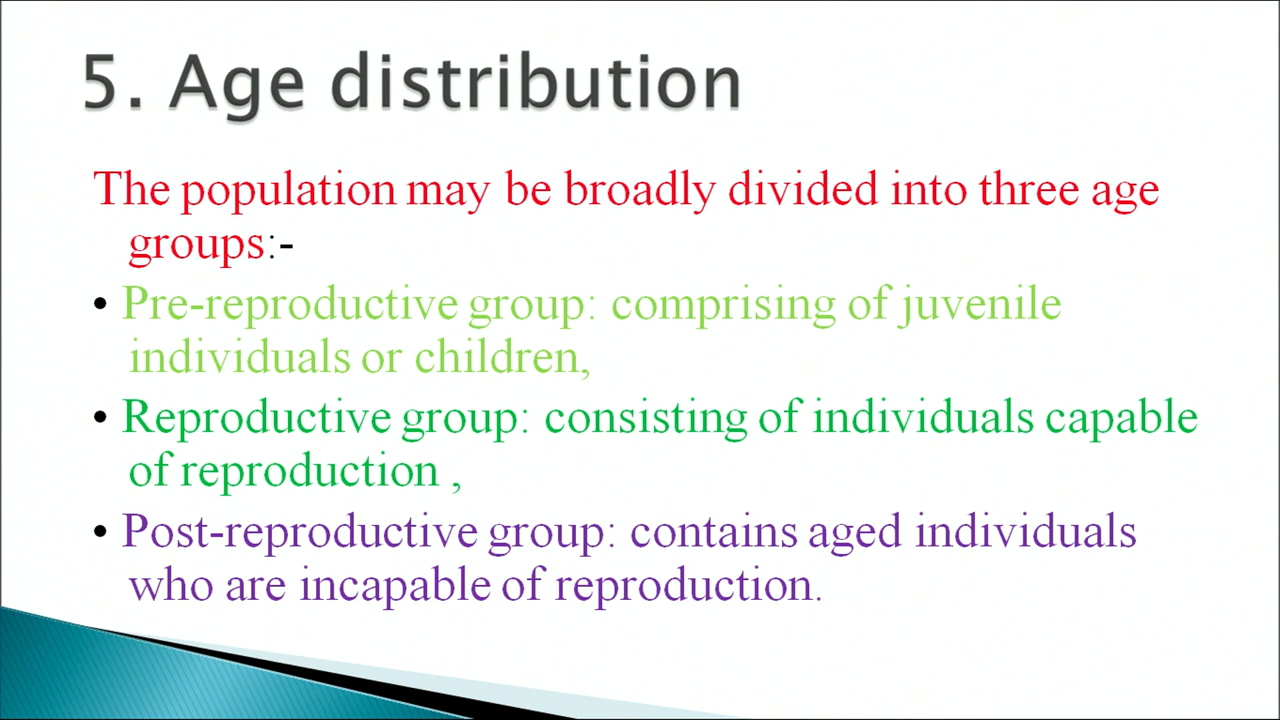 5. Age distribution
The population may be broadly divided into three age
groups:-
• Pre-reproductive group: comprising of juvenile
individuals or children,
• Reproductive group: consisting of individuals capable
of reproduction ,
• Post-reproductive group: contains aged individuals
who are incapable of reproduction.